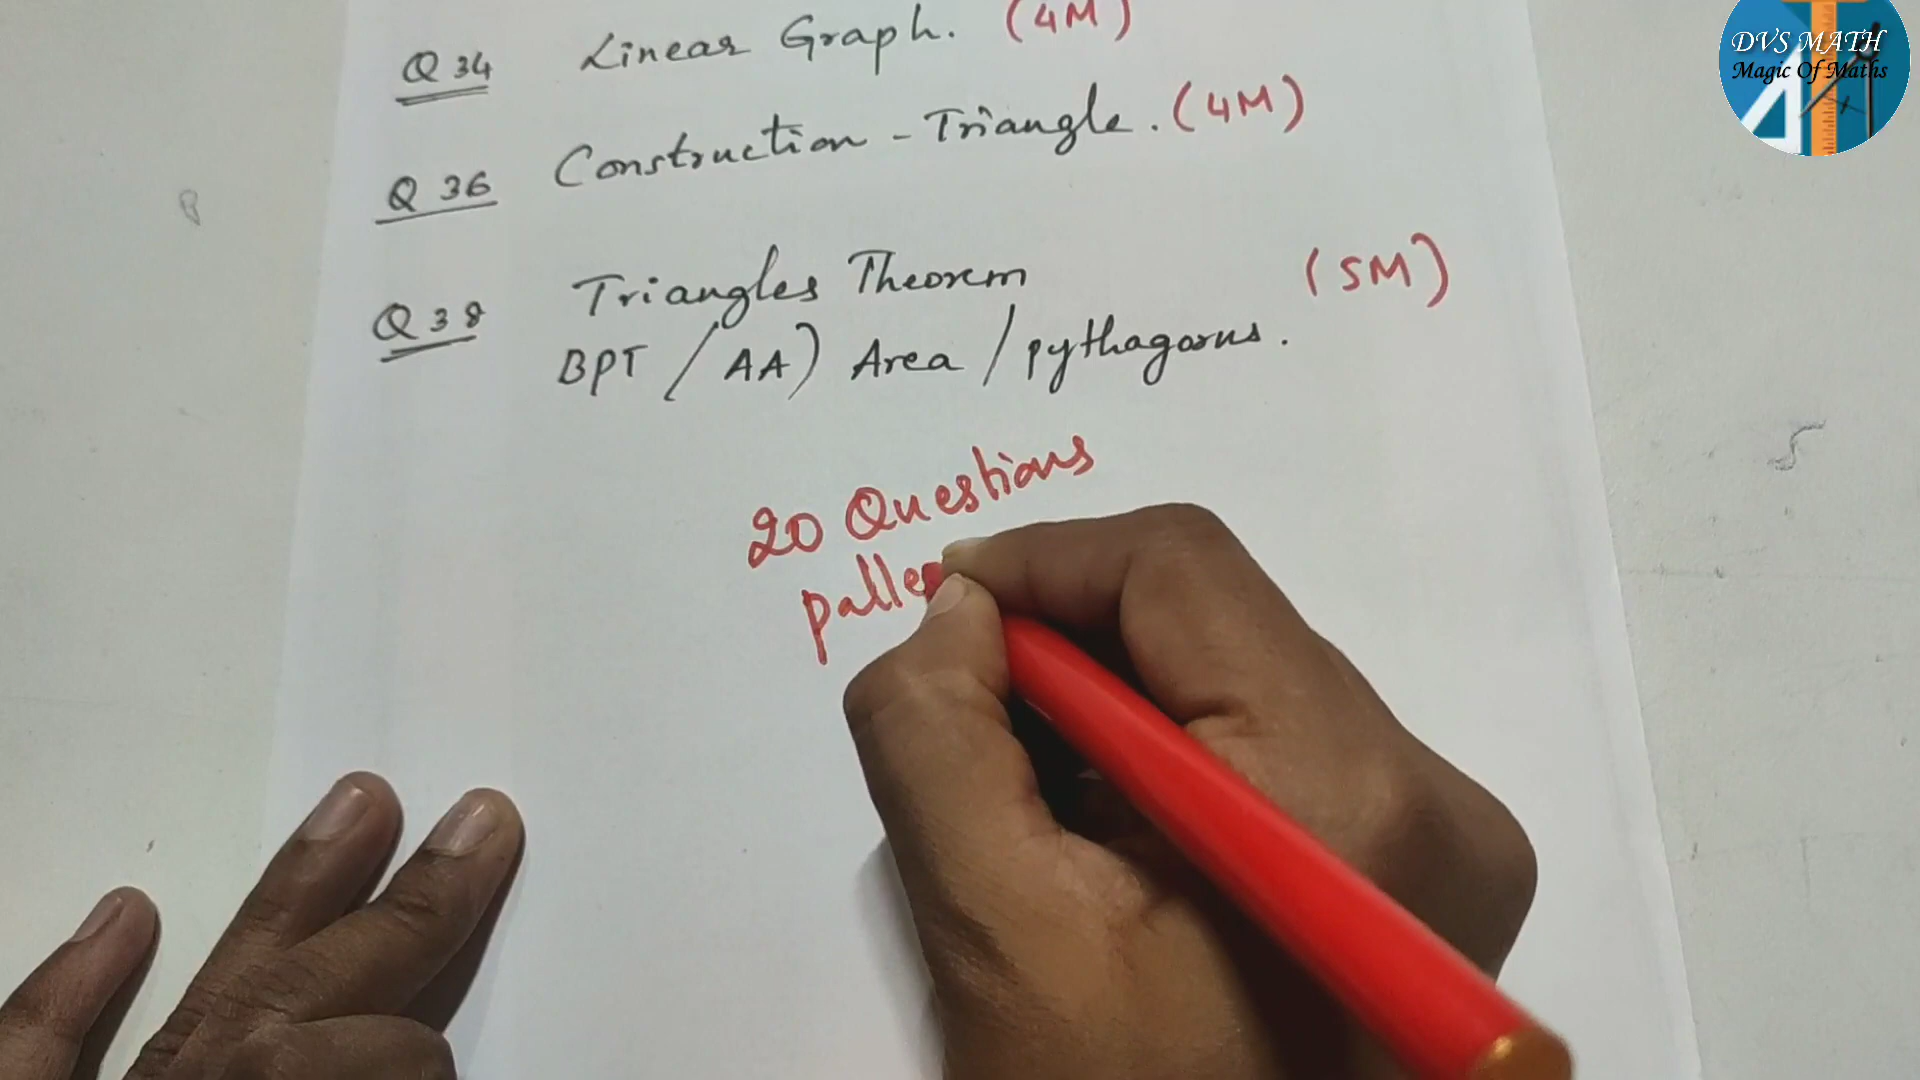 Q 34 Linear Graph. (4M)
Q 36 Construction - Triangle. (4M)
Q 38 Triangles Theorem (5M)
BPT / AA) Area / pythagorus.
20 Questions
patte
DVS MATH
Magic Of Maths